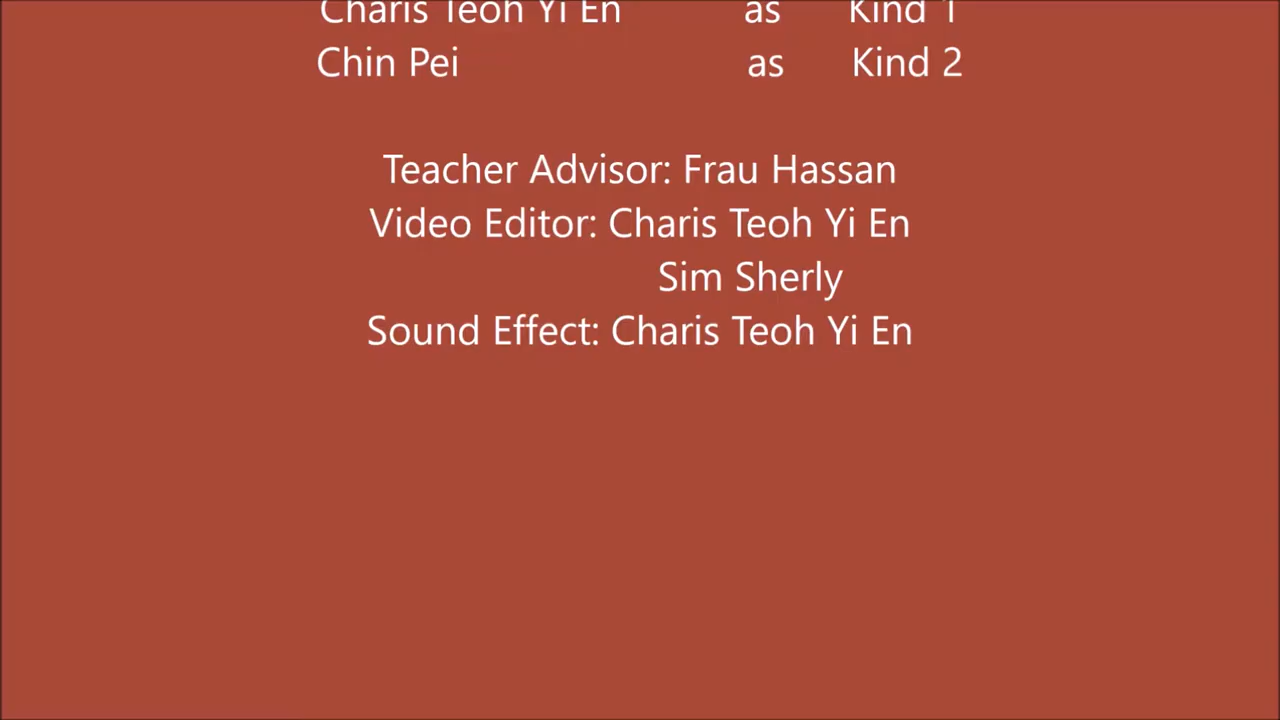 Charis Teoh Yi En as Kind 1
Chin Pei as Kind 2
Teacher Advisor: Frau Hassan
Video Editor: Charis Teoh Yi En
Sim Sherly
Sound Effect: Charis Teoh Yi En